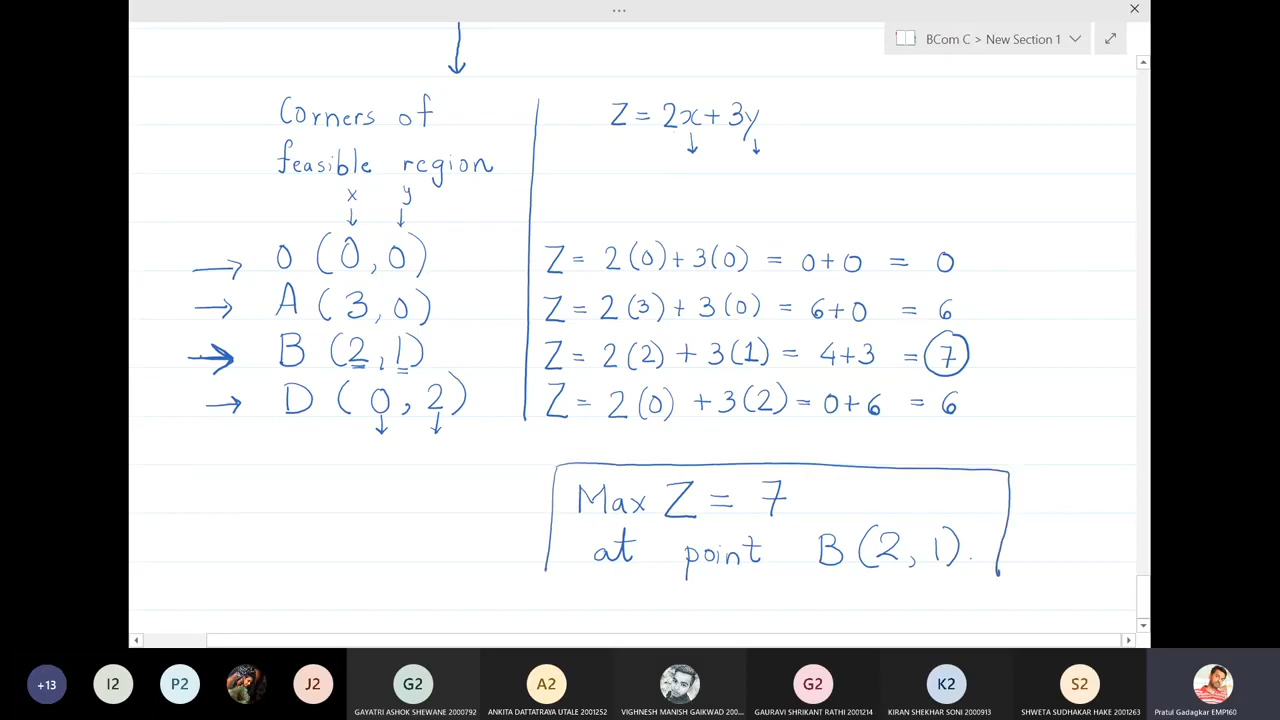 BCom C > New Section 1
Corners of
feasible region
x y
O (0,0)
A (3,0)
B (2,1)
D (0,2)
Z = 2x + 3y
Z = 2(0) + 3(0) = 0+0 = 0
Z = 2(3) + 3(0) = 6+0 = 6
Z = 2(2) + 3(1) = 4+3 = 7
Z = 2(0) + 3(2) = 0+6 = 6
Max Z = 7
at point B(2,1).
+13
I2
P2
J2
G2
GAYATRI ASHOK SHEWANE 2000792
A2
ANKITA DATTATRAYA UTALE 2001252
VIGHNESH MANISH GAIKWAD 200...
G2
GAURAVI SHRIKANT RATHI 2001214
K2
KIRAN SHEKHAR SONI 2000913
S2
SHWETA SUDHAKAR HAKE 2001263
Pratul Gadagkar EMP160